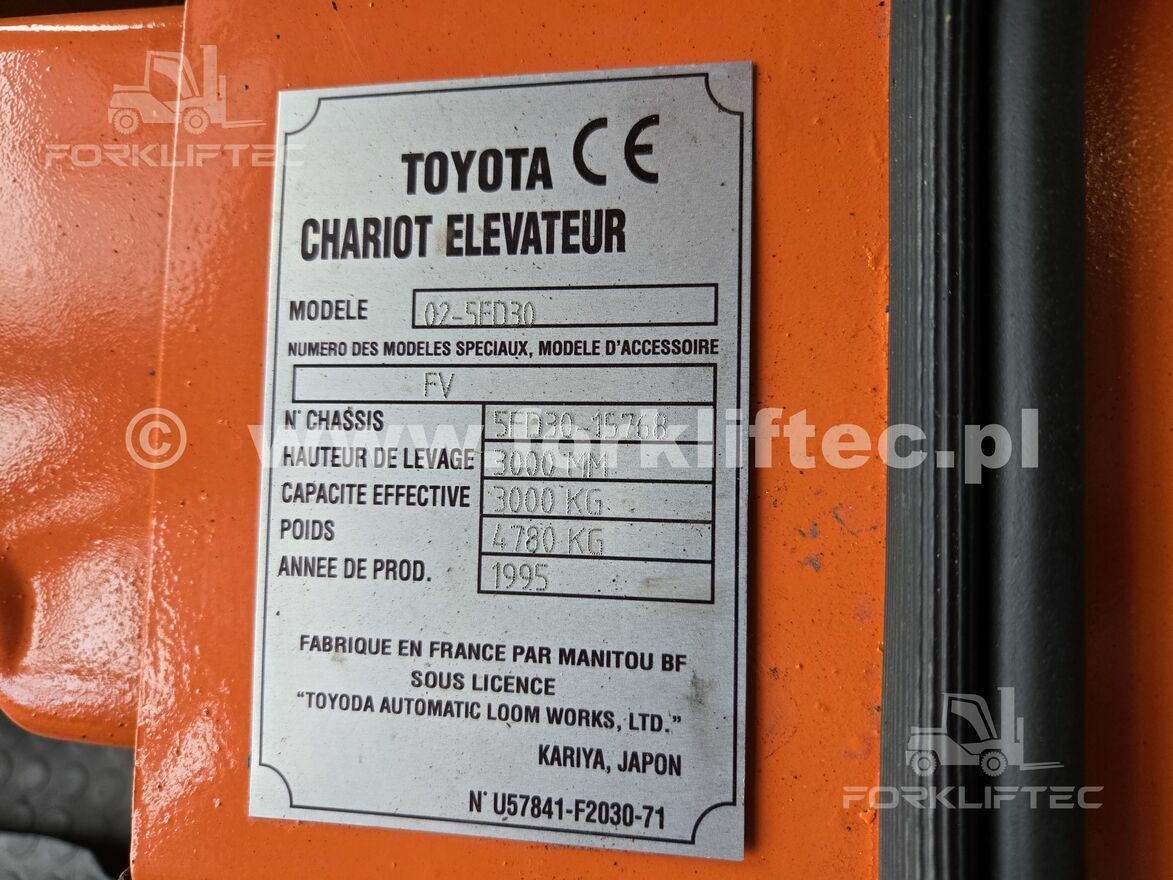 FORKLIFTEC
TOYOTA CE
CHARIOT ELEVATEUR
MODELE 02-5FD30
NUMERO DES MODELES SPECIAUX, MODELE D'ACCESSOIRE
FV
N° CHASSIS 5FD30-15768
© www.forkliftec.pl
HAUTEUR DE LEVAGE 3000 MM
CAPACITE EFFECTIVE 3000 KG
POIDS 4780 KG
ANNEE DE PROD. 1995
FABRIQUE EN FRANCE PAR MANITOU BF
SOUS LICENCE
"TOYODA AUTOMATIC LOOM WORKS, LTD."
KARIYA, JAPON
N° U57841-F2030-71
FORKLIFTEC